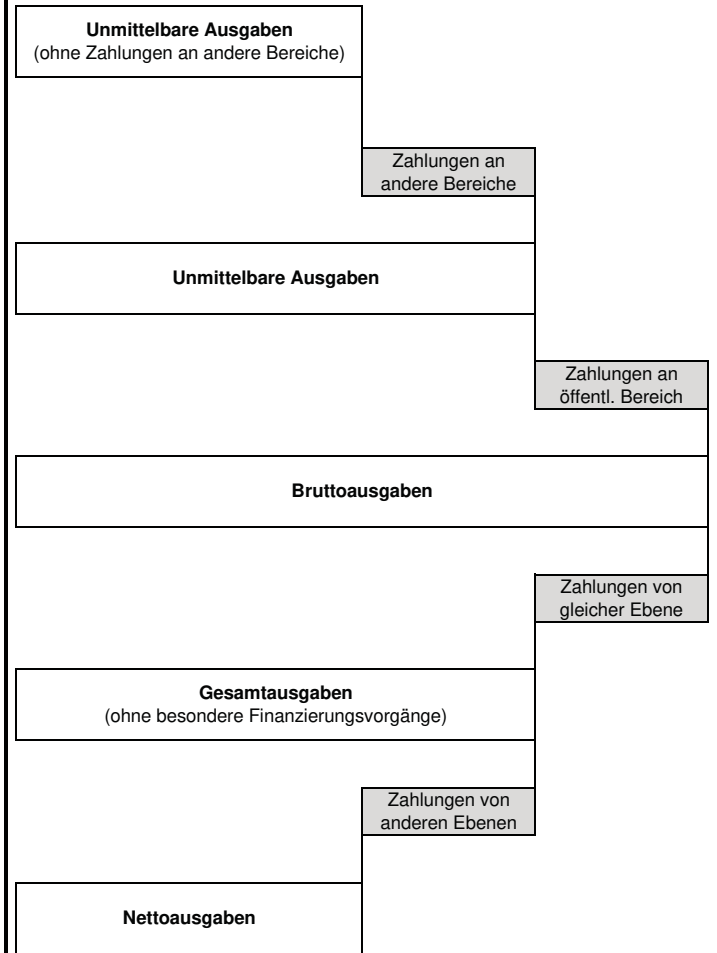 Unmittelbare Ausgaben
(ohne Zahlungen an andere Bereiche)
Zahlungen an
andere Bereiche
Unmittelbare Ausgaben
Zahlungen an
öffentl. Bereich
Bruttoausgaben
Zahlungen von
gleicher Ebene
Gesamtausgaben
(ohne besondere Finanzierungsvorgänge)
Zahlungen von
anderen Ebenen
Nettoausgaben